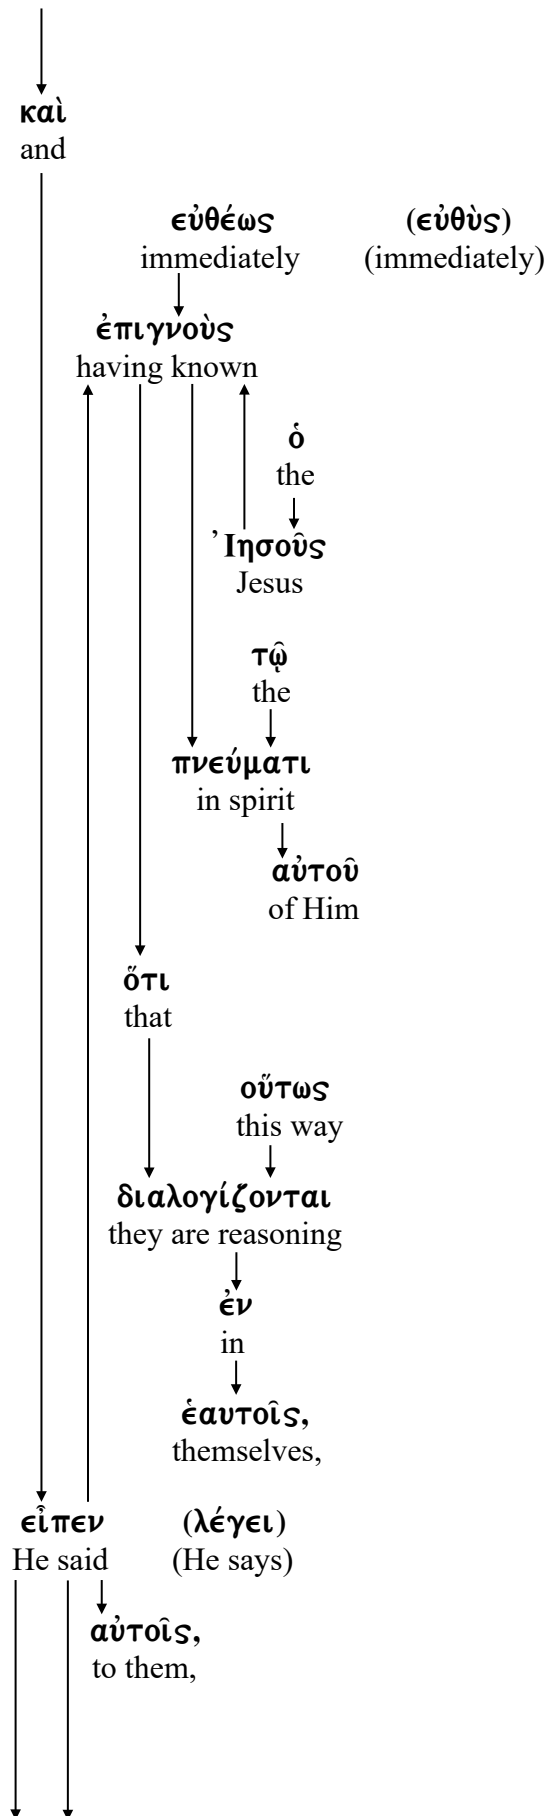 καὶ
and
εὐθέως (εὐθὺς)
immediately (immediately)
ἐπιγνοὺς
having known
ὁ
the
Ἰησοῦς
Jesus
τῷ
the
πνεύματι
in spirit
αὐτοῦ
of Him
ὅτι
that
οὕτως
this way
διαλογίζονται
they are reasoning
ἐν
in
ἑαυτοῖς,
themselves,
εἶπεν (λέγει)
He said (He says)
αὐτοῖς,
to them,